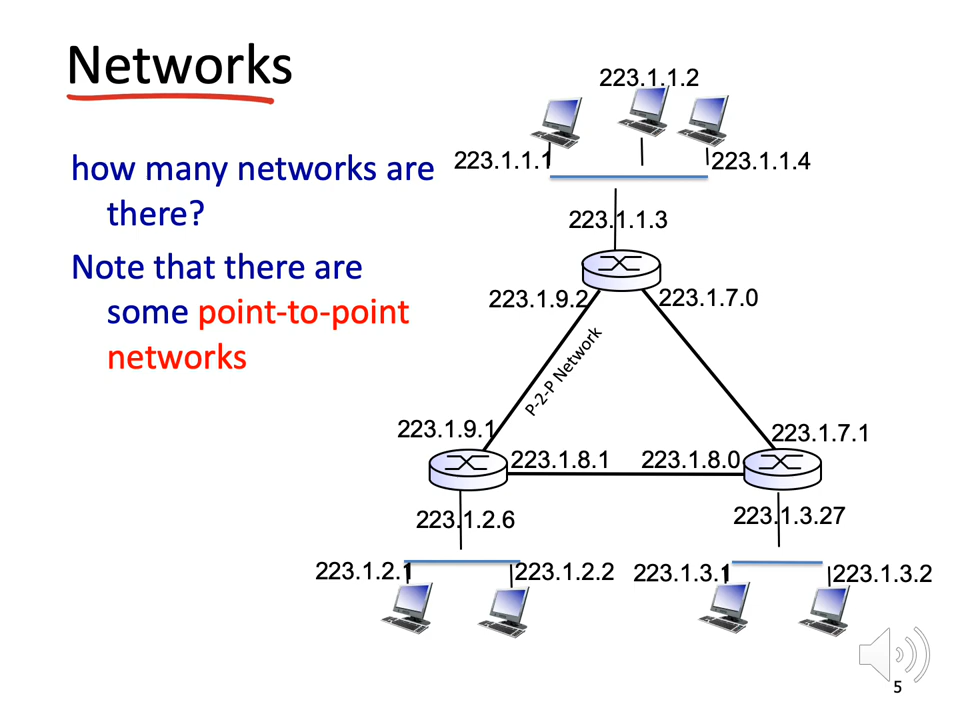 Networks
how many networks are
there?
Note that there are
some point-to-point
networks
223.1.1.2
223.1.1.1
223.1.1.4
223.1.1.3
223.1.9.2
223.1.7.0
P-2-P Network
223.1.9.1
223.1.7.1
223.1.8.1
223.1.8.0
223.1.2.6
223.1.3.27
223.1.2.1
223.1.2.2
223.1.3.1
223.1.3.2
5